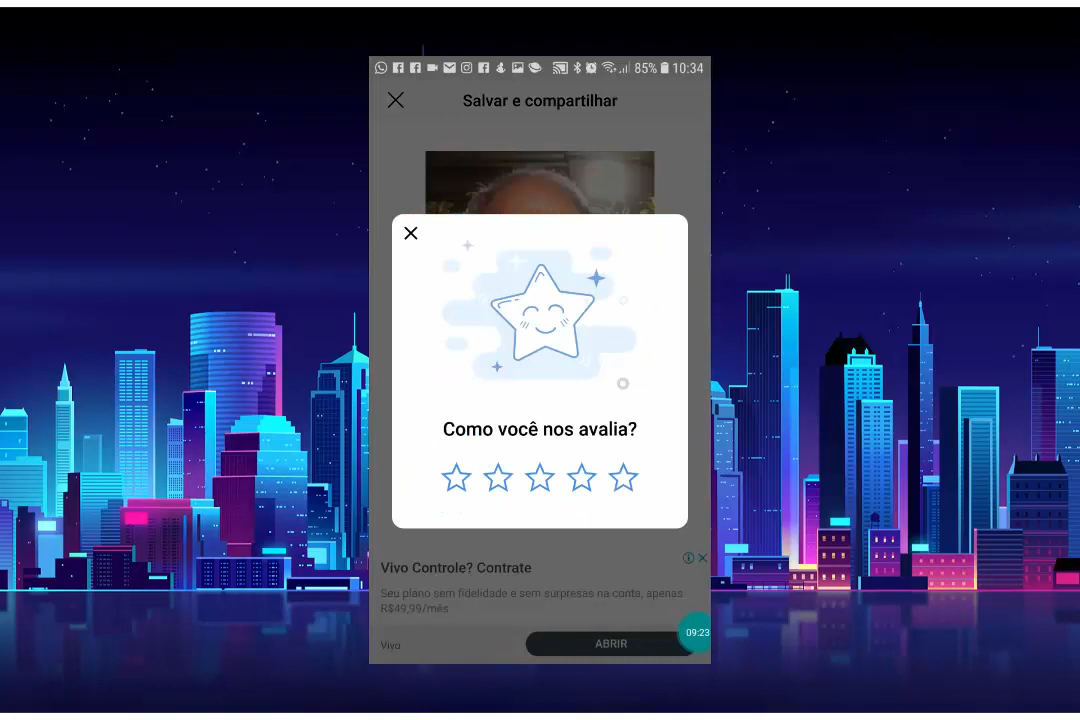 85% 10:34
Salvar e compartilhar
Como você nos avalia?
Vivo Controle? Contrate
Seu plano sem fidelidade e sem surpresas na conta, apenas
R$49,99/mês
Vivo
ABRIR
09:23